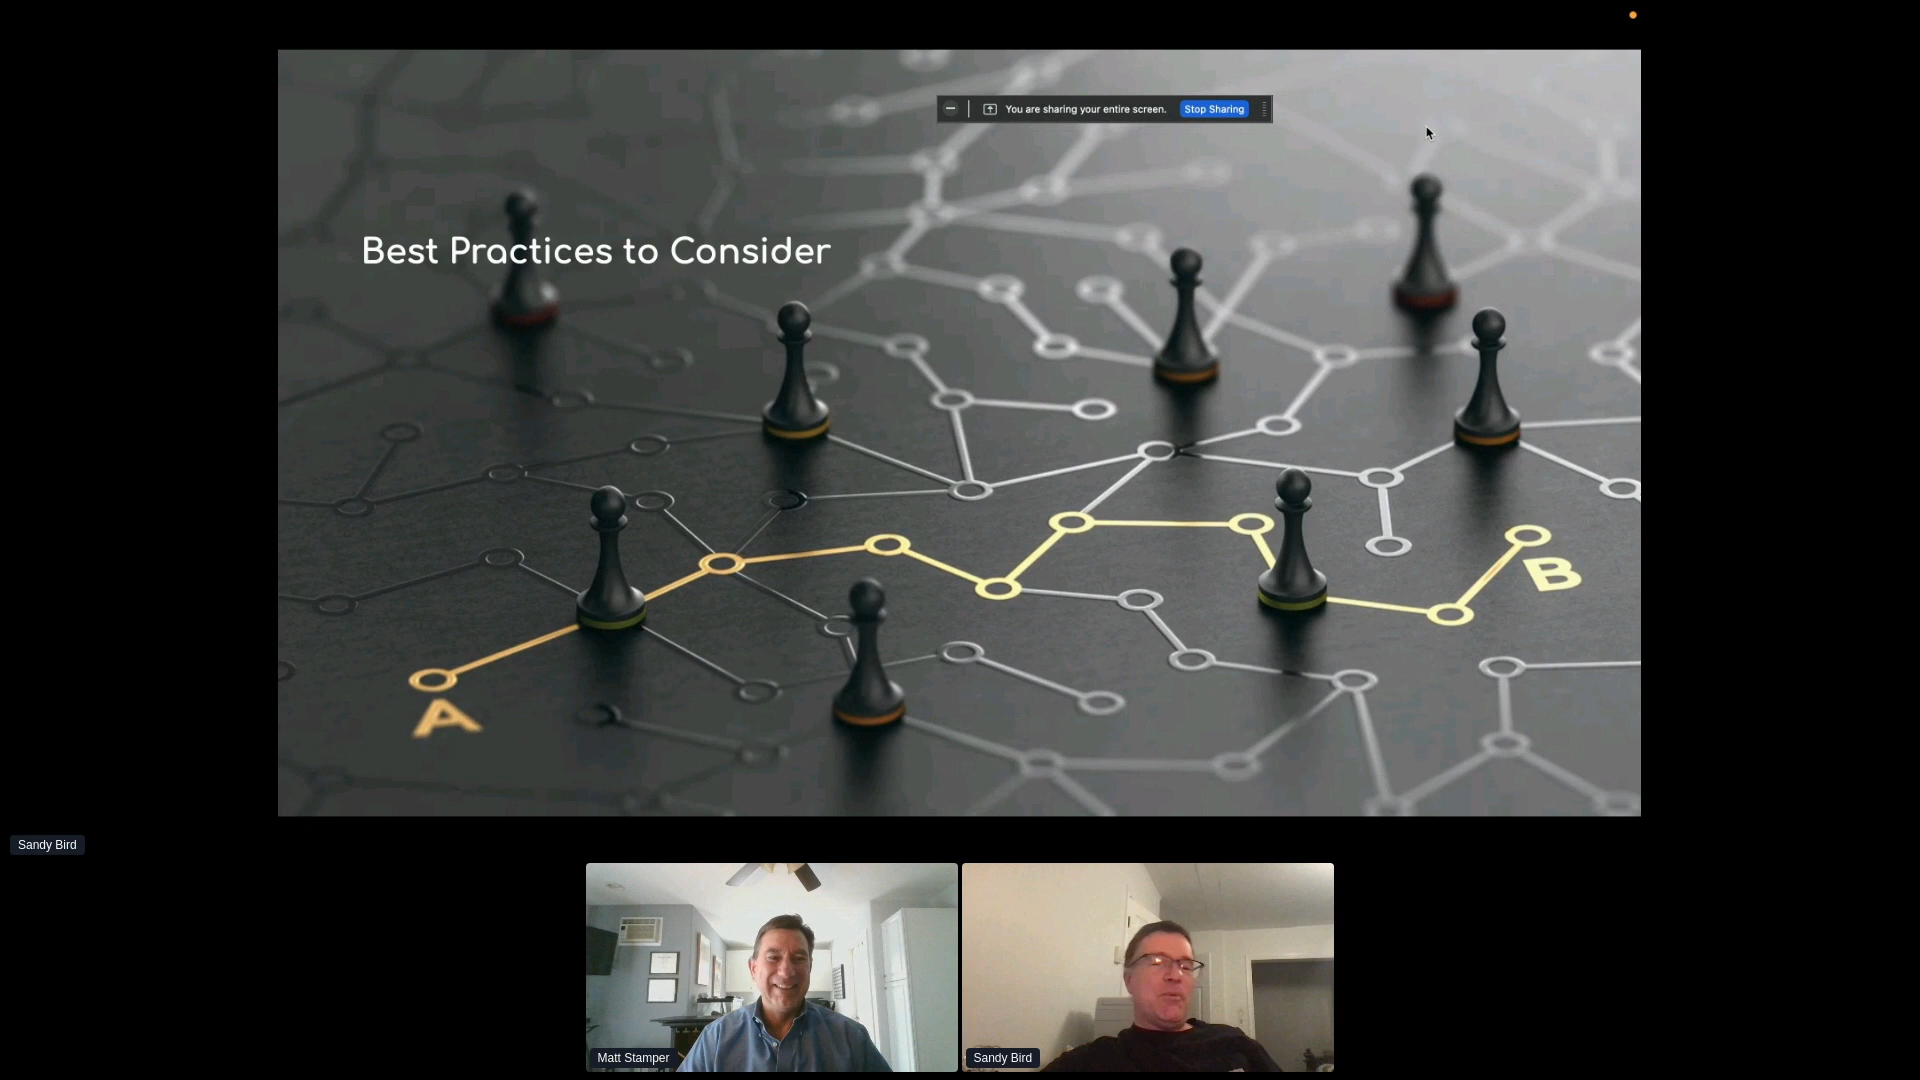 You are sharing your entire screen. Stop Sharing
Best Practices to Consider
B
A
Sandy Bird
Matt Stamper
Sandy Bird